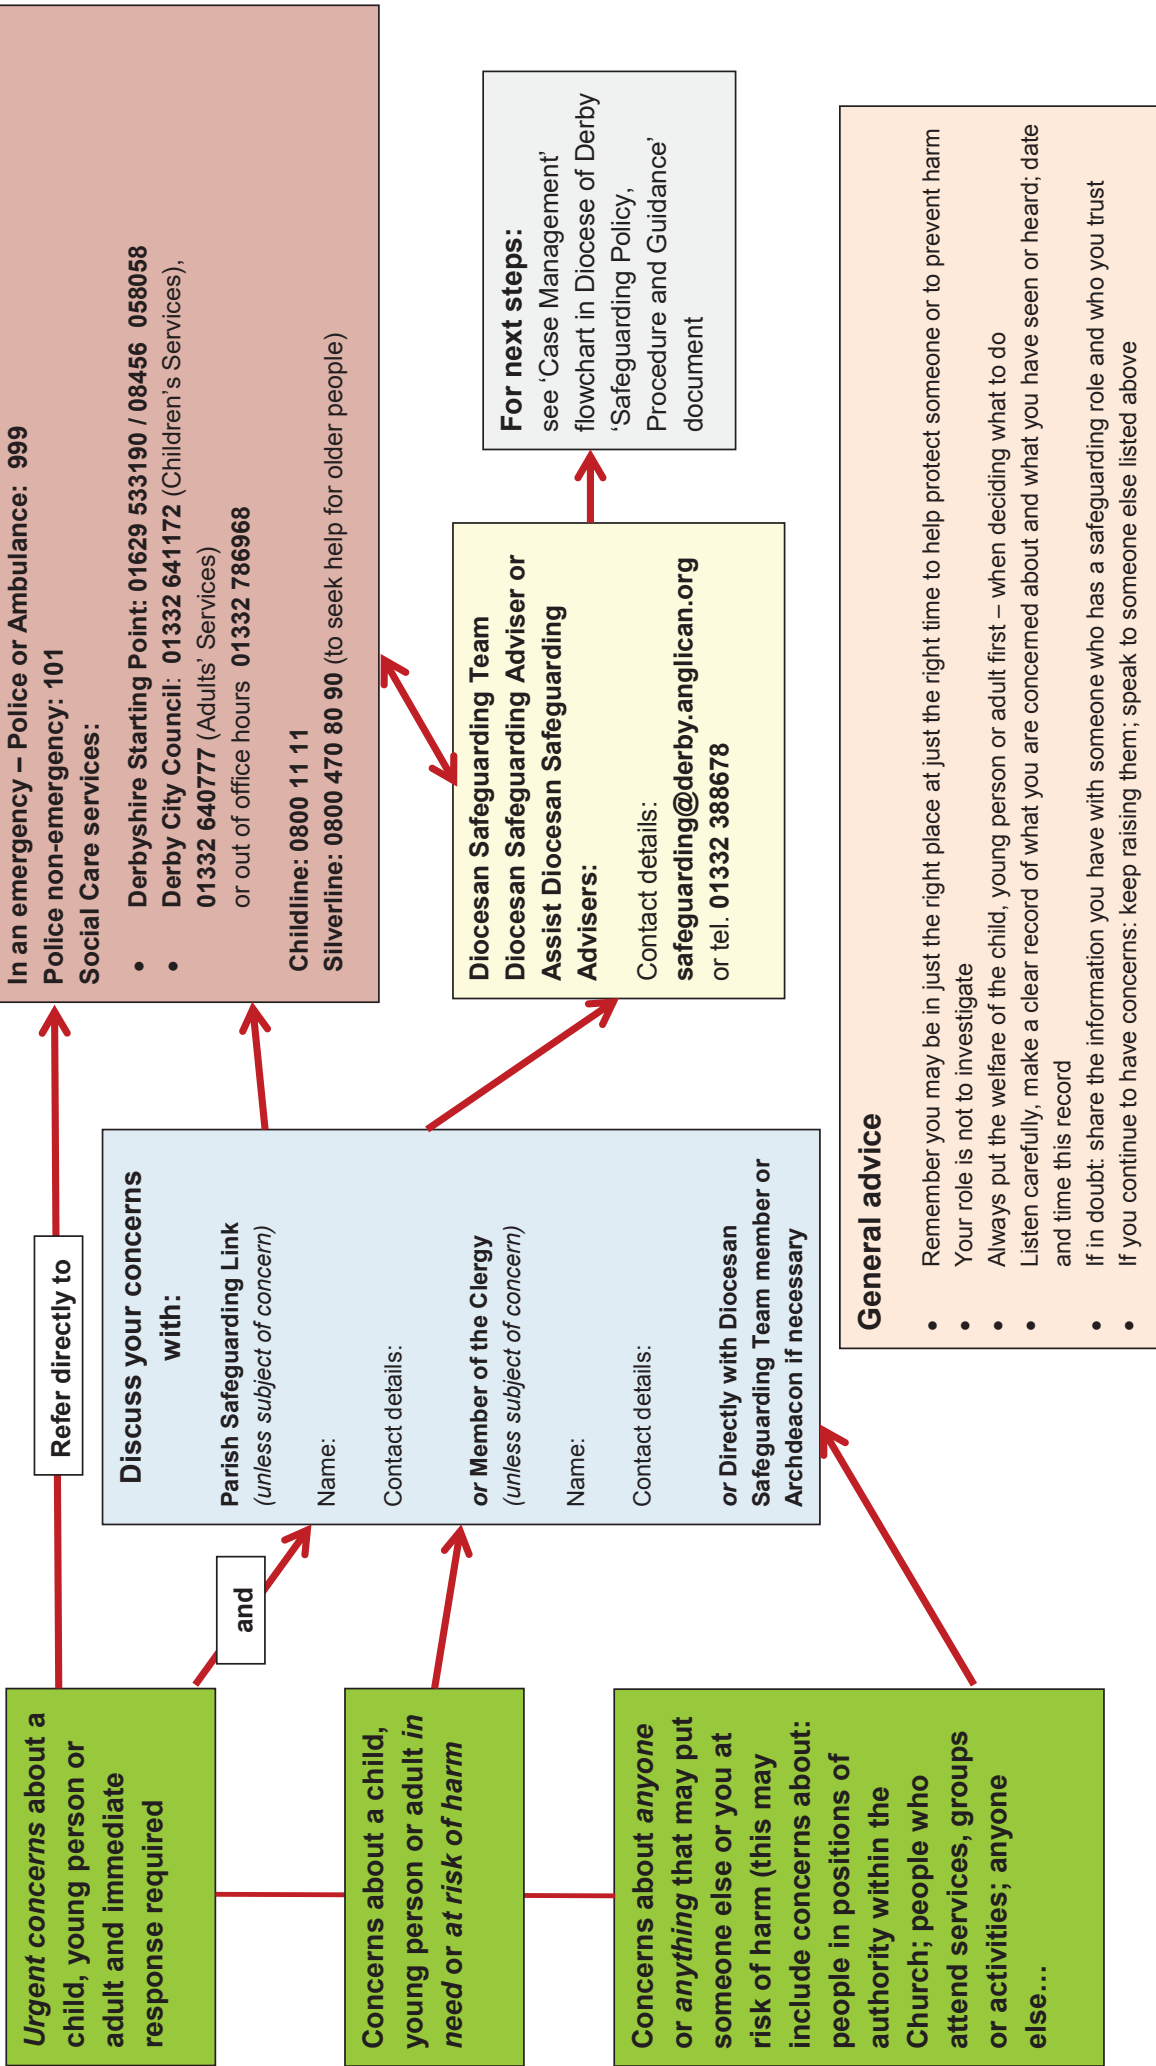 Urgent concerns about a
child, young person or
adult and immediate
response required
Concerns about a child,
young person or adult in
need or at risk of harm
Concerns about anyone
or anything that may put
someone else or you at
risk of harm (this may
include concerns about:
people in positions of
authority within the
Church; people who
attend services, groups
or activities; anyone
else…
Refer directly to
and
Discuss your concerns
with:
Parish Safeguarding Link
(unless subject of concern)
Name:
Contact details:
or Member of the Clergy
(unless subject of concern)
Name:
Contact details:
or Directly with Diocesan
Safeguarding Team member or
Archdeacon if necessary
In an emergency – Police or Ambulance: 999
Police non-emergency: 101
Social Care services:
• Derbyshire Starting Point: 01629 533190 / 08456 058058
• Derby City Council: 01332 641172 (Children's Services),
01332 640777 (Adults' Services)
or out of office hours 01332 786968
Childline: 0800 11 11
Silverline: 0800 470 80 90 (to seek help for older people)
Diocesan Safeguarding Team
Diocesan Safeguarding Adviser or
Assist Diocesan Safeguarding
Advisers:
Contact details:
safeguarding@derby.anglican.org
or tel. 01332 388678
For next steps:
see ‘Case Management’
flowchart in Diocese of Derby
‘Safeguarding Policy,
Procedure and Guidance’
document
General advice
• Remember you may be in just the right place at just the right time to help protect someone or to prevent harm
• Your role is not to investigate
• Always put the welfare of the child, young person or adult first – when deciding what to do
• Listen carefully, make a clear record of what you are concerned about and what you have seen or heard; date
and time this record
• If in doubt: share the information you have with someone who has a safeguarding role and who you trust
• If you continue to have concerns: keep raising them; speak to someone else listed above